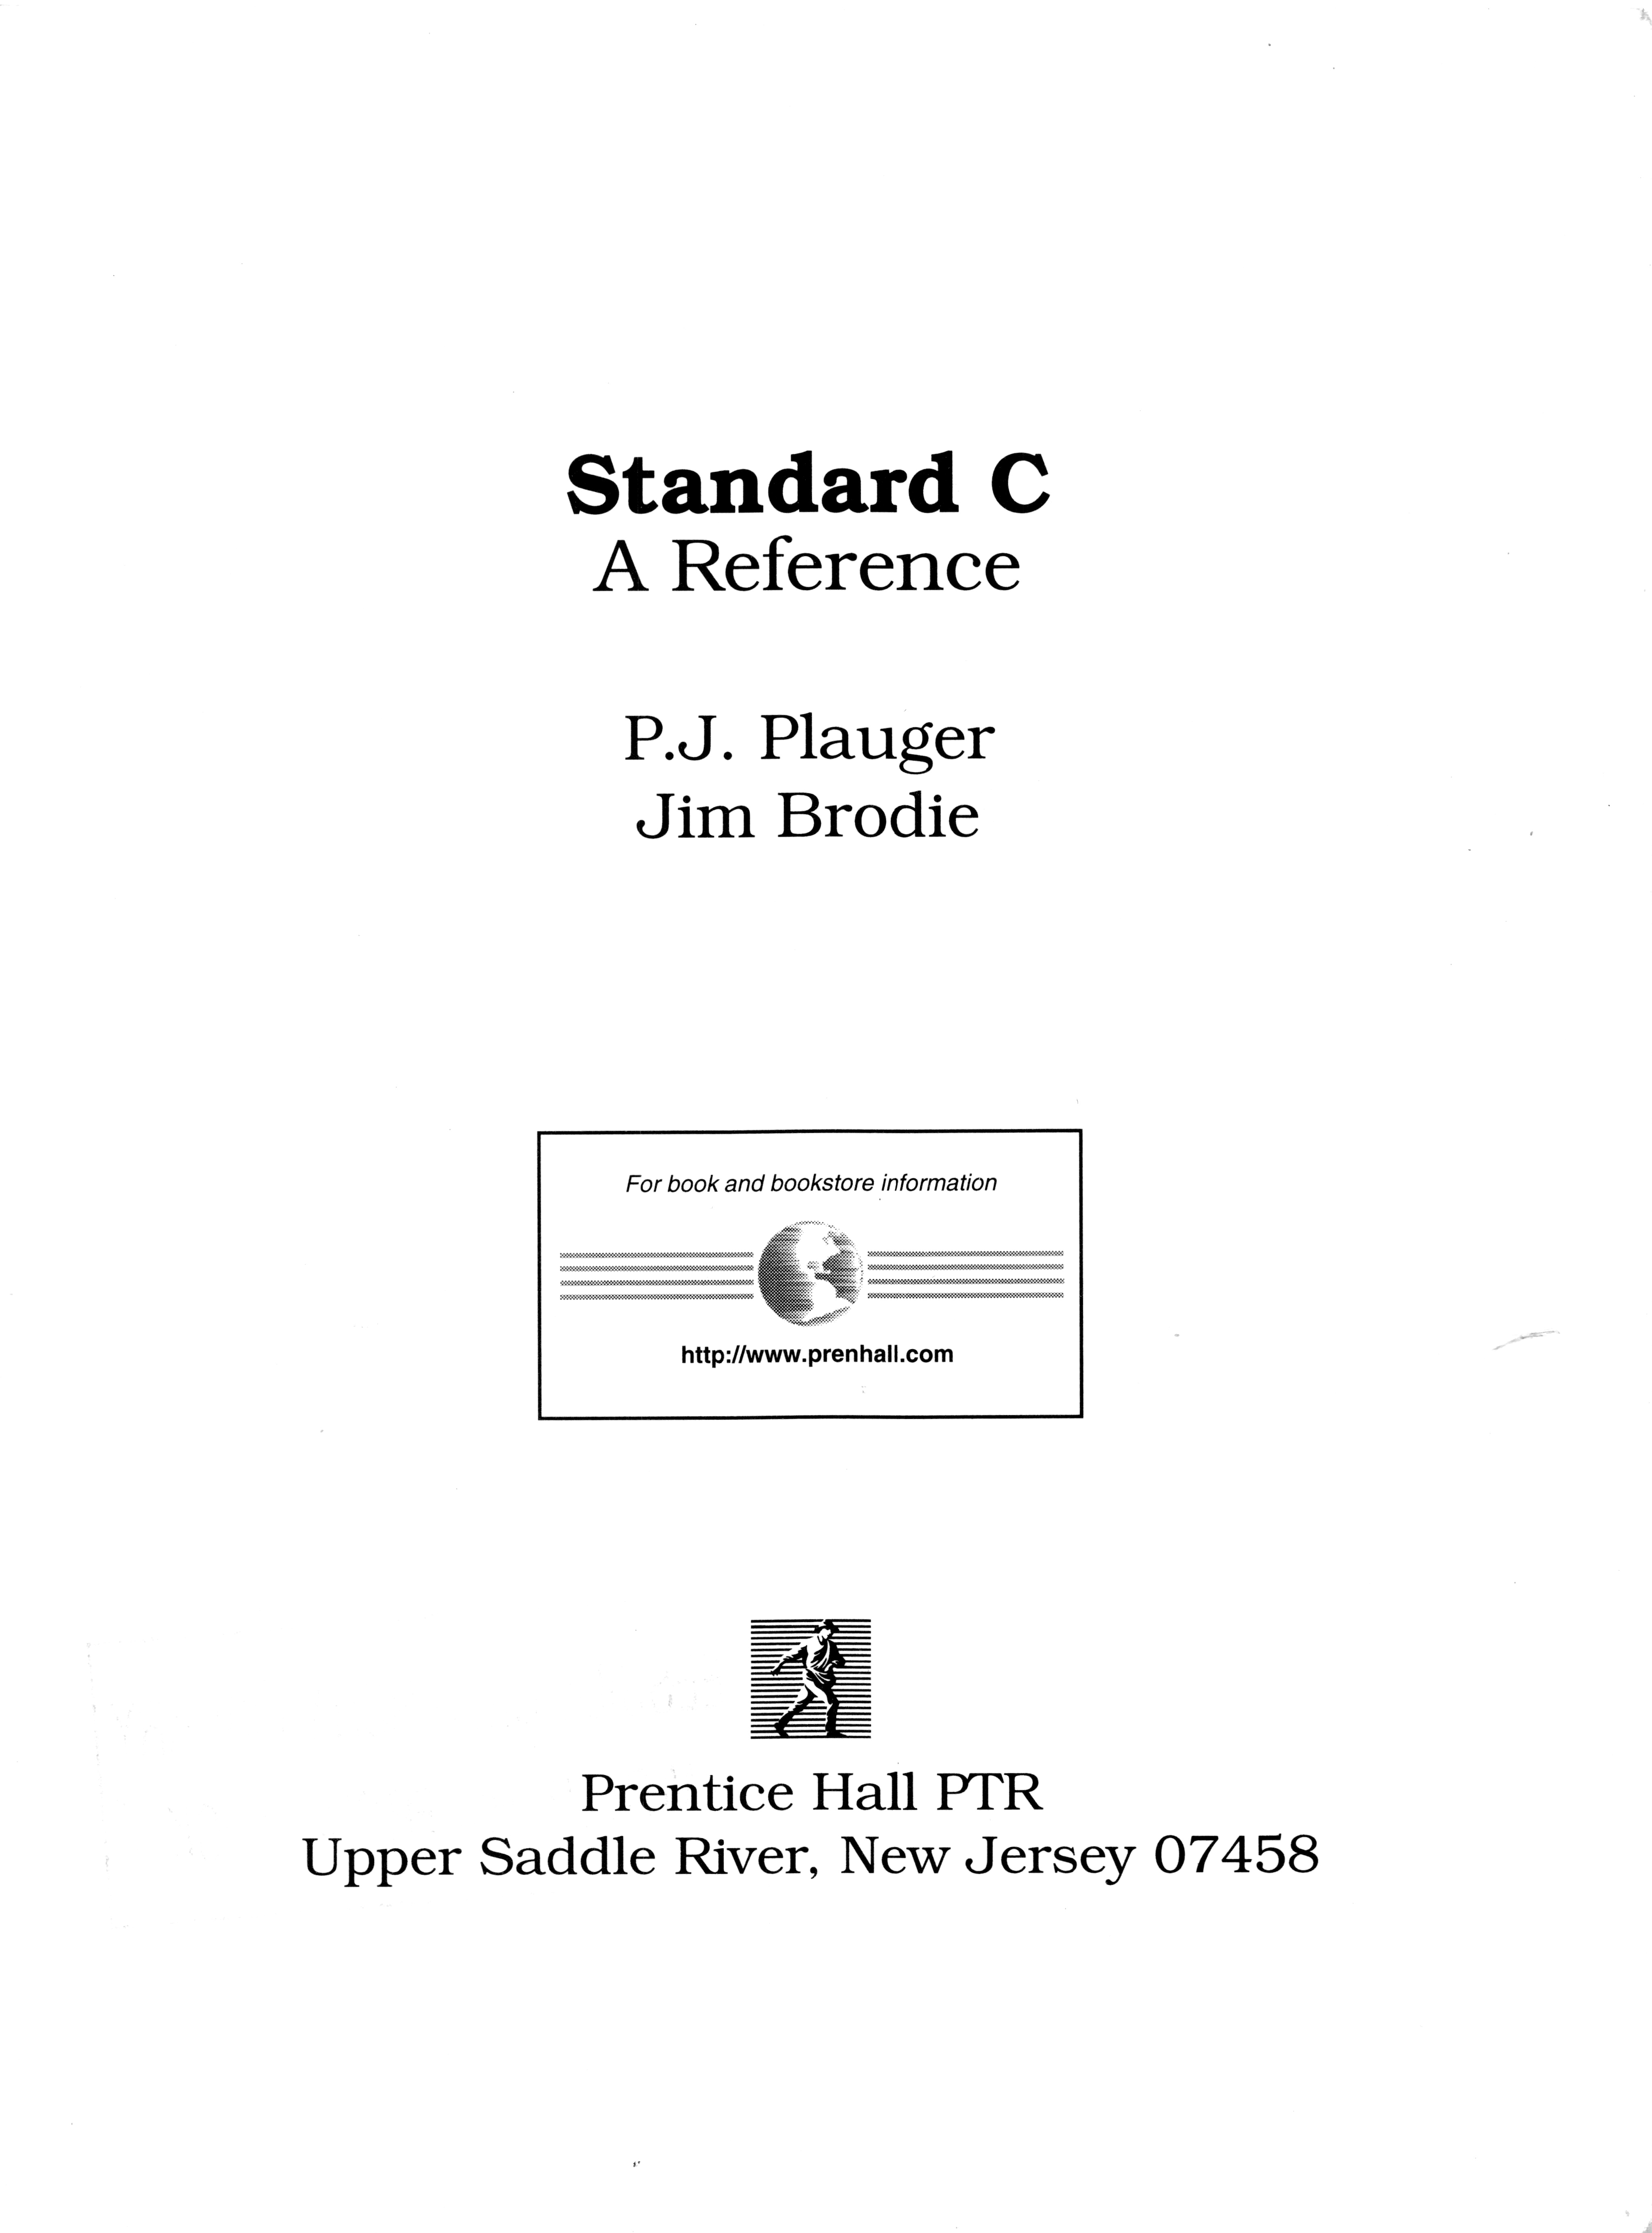 Standard C
A Reference
P.J. Plauger
Jim Brodie
For book and bookstore information
http://www.prenhall.com
Prentice Hall PTR
Upper Saddle River, New Jersey 07458